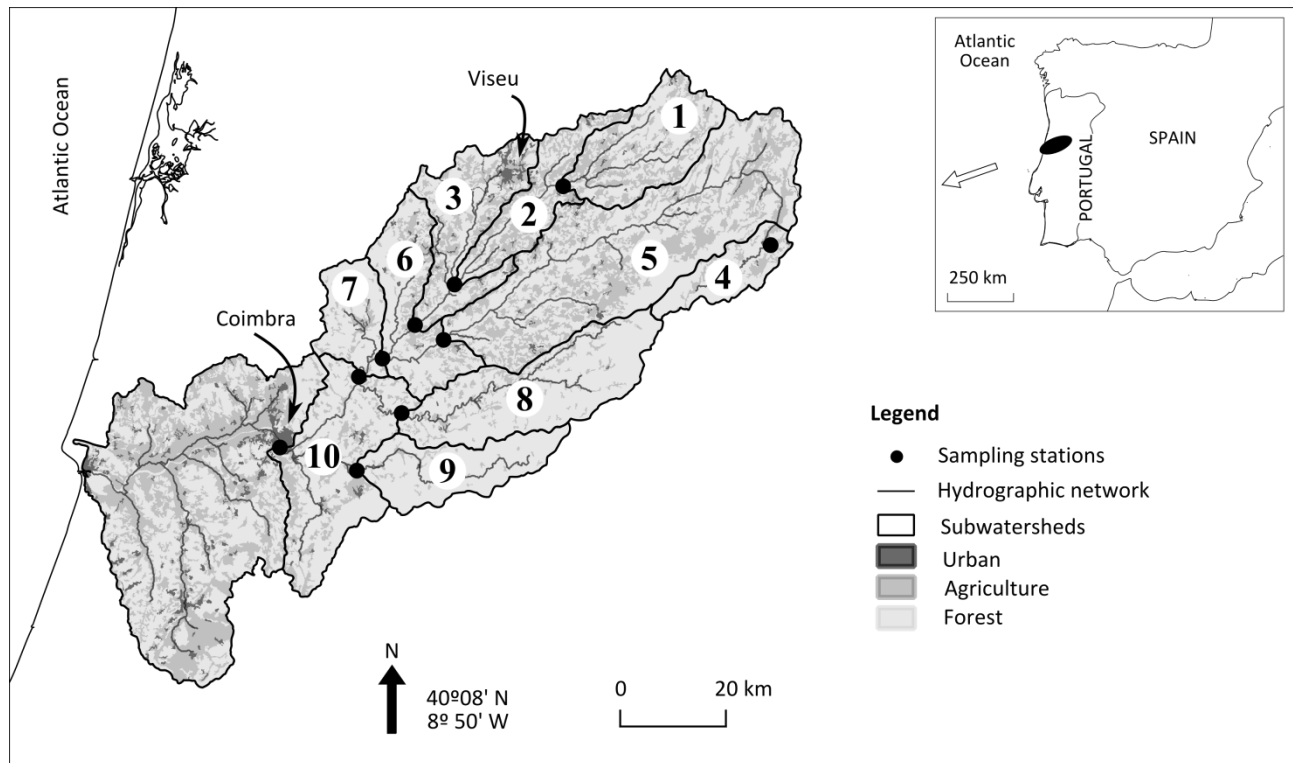 Atlantic Ocean
Viseu
Coimbra
1
2
3
4
5
6
7
8
9
10
Atlantic
Ocean
SPAIN
PORTUGAL
250 km
Legend
Sampling stations
Hydrographic network
Subwatersheds
Urban
Agriculture
Forest
N
40º08' N
8º 50' W
0 20 km